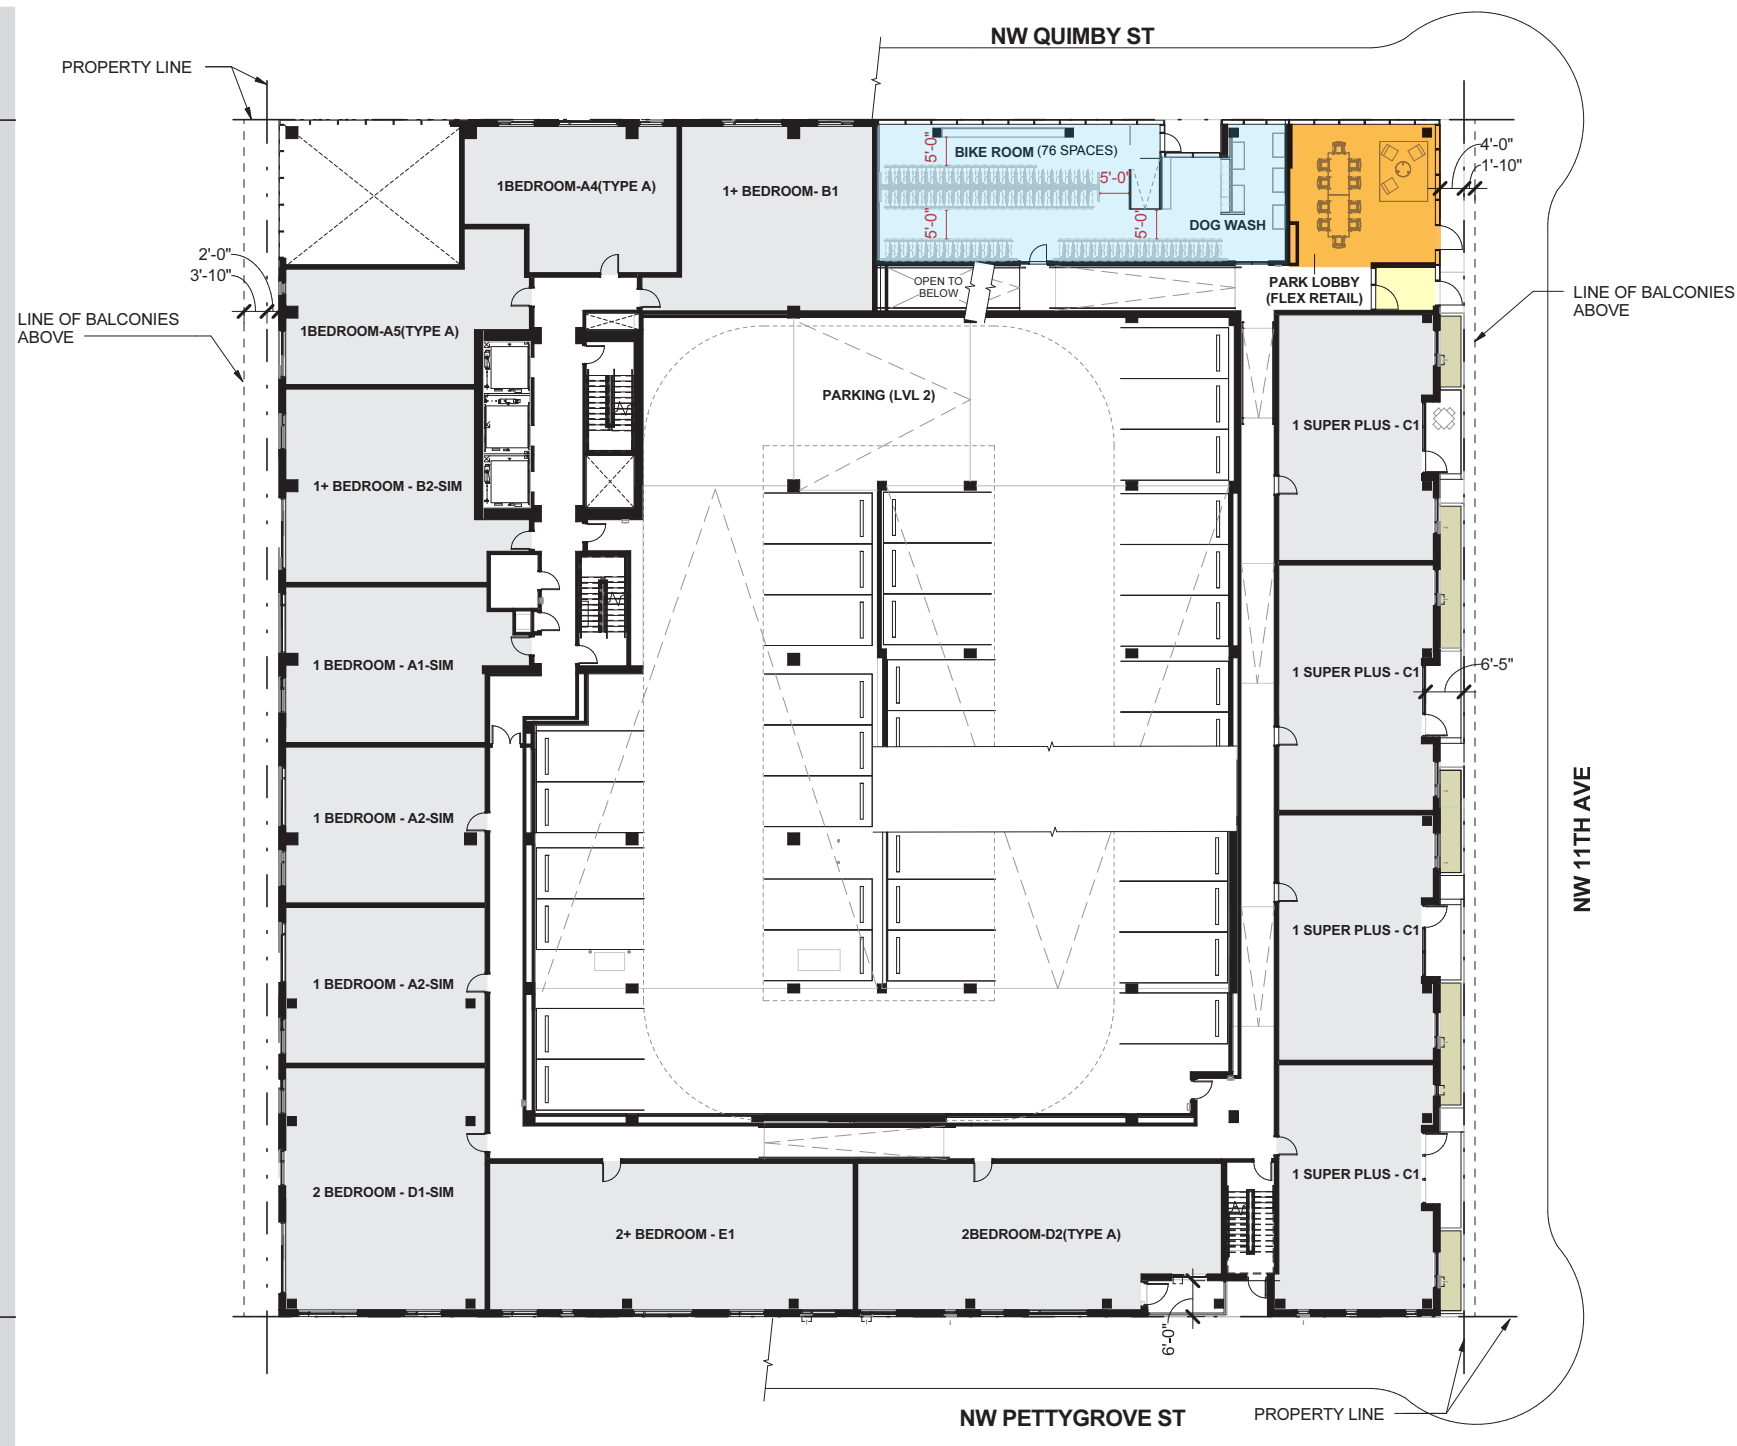 NW QUIMBY ST
PROPERTY LINE
4'-0"
1'-10"
5'-0"
BIKE ROOM (76 SPACES)
1BEDROOM-A4(TYPE A)
1+ BEDROOM- B1
5'-0"
5'-0"
5'-0"
DOG WASH
2'-0"
3'-10"
OPEN TO
BELOW
PARK LOBBY
(FLEX RETAIL)
LINE OF BALCONIES
ABOVE
LINE OF BALCONIES
ABOVE
1BEDROOM-A5(TYPE A)
PARKING (LVL 2)
1 SUPER PLUS - C1
1+ BEDROOM - B2-SIM
1 BEDROOM - A1-SIM
1 SUPER PLUS - C1
6'-5"
1 BEDROOM - A2-SIM
NW 11TH AVE
1 SUPER PLUS - C1
1 BEDROOM - A2-SIM
2 BEDROOM - D1-SIM
1 SUPER PLUS - C1
2+ BEDROOM - E1
2BEDROOM-D2(TYPE A)
6'-0"
NW PETTYGROVE ST
PROPERTY LINE